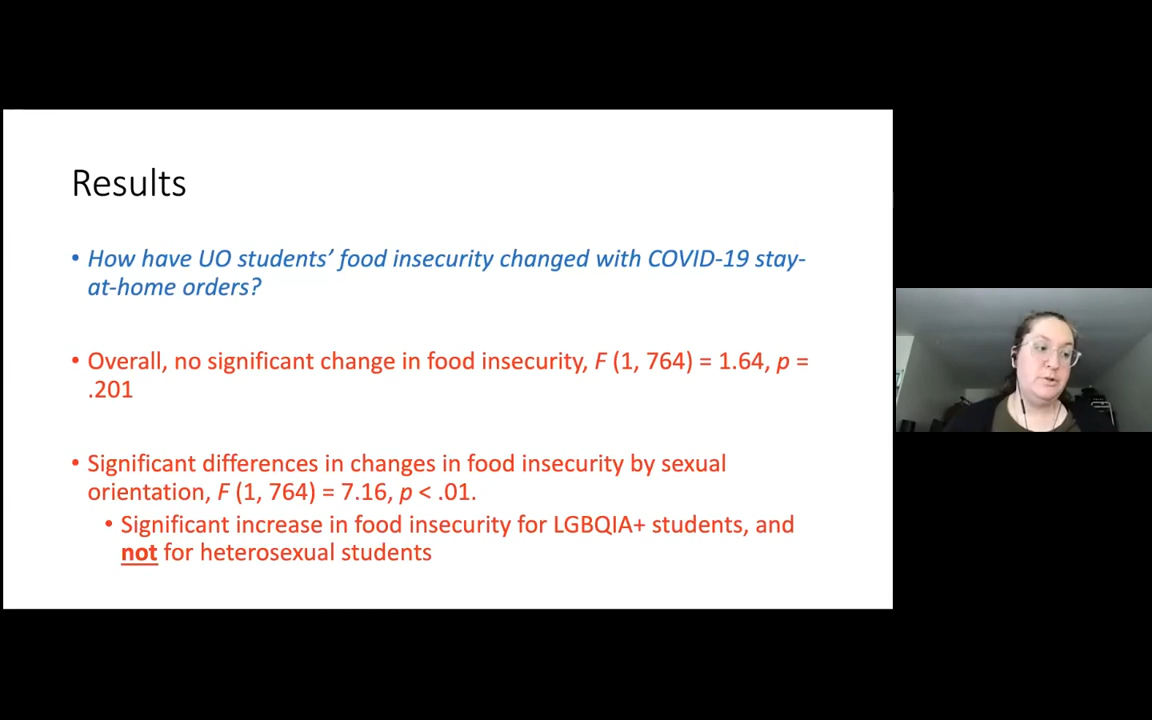 Results
• How have UO students’ food insecurity changed with COVID-19 stay-
at-home orders?
• Overall, no significant change in food insecurity, F (1, 764) = 1.64, p =
.201
• Significant differences in changes in food insecurity by sexual
orientation, F (1, 764) = 7.16, p < .01.
• Significant increase in food insecurity for LGBQIA+ students, and
not for heterosexual students